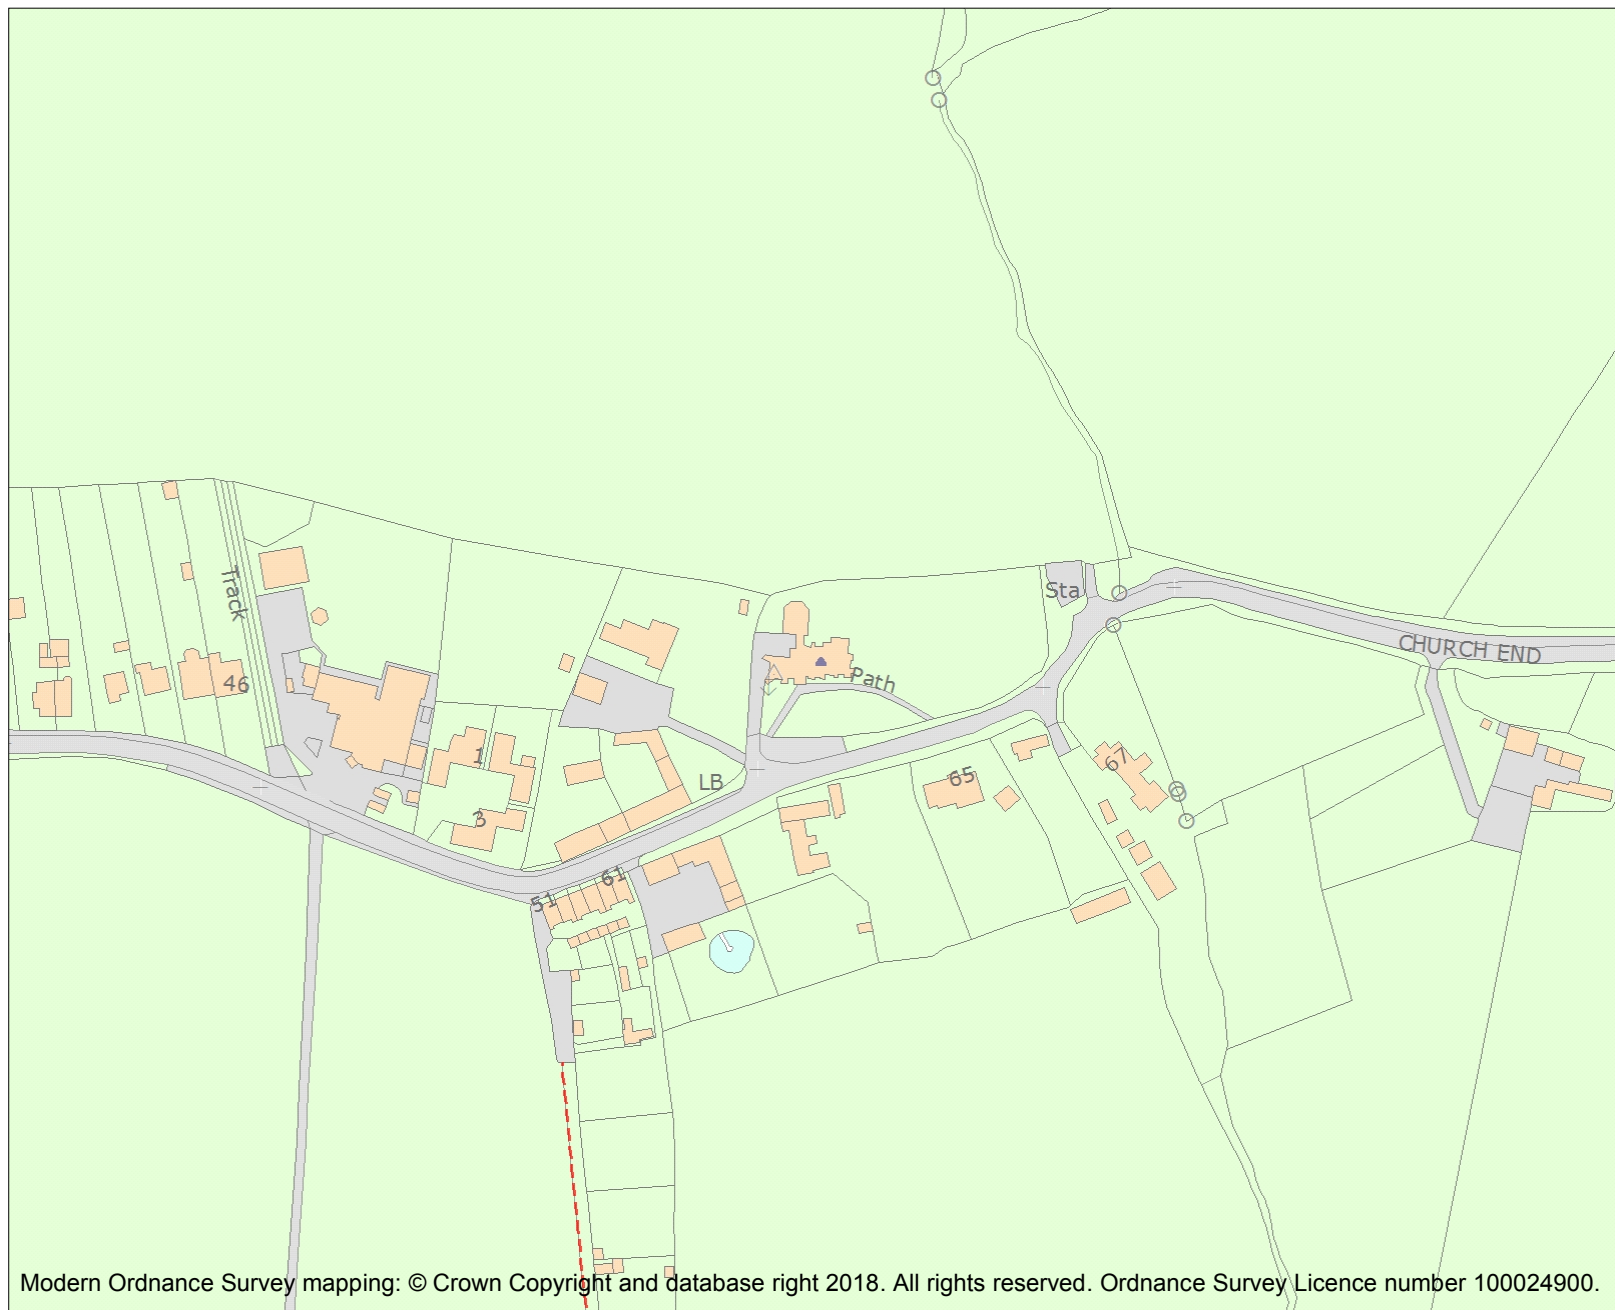 Track
46
Sta
CHURCH END
Path
1
67
65
LB
3
61
51
Modern Ordnance Survey mapping: © Crown Copyright and database right 2018. All rights reserved. Ordnance Survey Licence number 100024900.